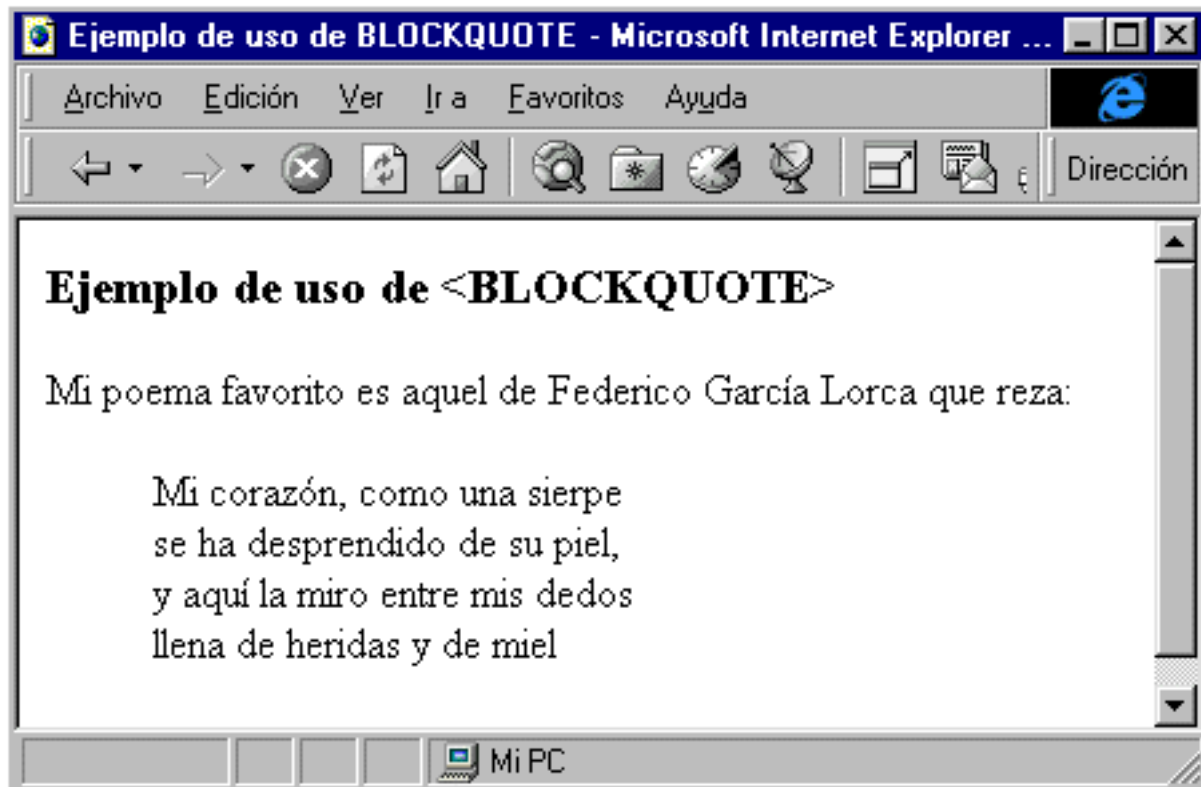 Ejemplo de uso de BLOCKQUOTE - Microsoft Internet Explorer ...
Archivo Edición Ver Ir a Favoritos Ayuda
Dirección
Ejemplo de uso de <BLOCKQUOTE>
Mi poema favorito es aquel de Federico García Lorca que reza:
Mi corazón, como una sierpe
se ha desprendido de su piel,
y aquí la miro entre mis dedos
llena de heridas y de miel
Mi PC